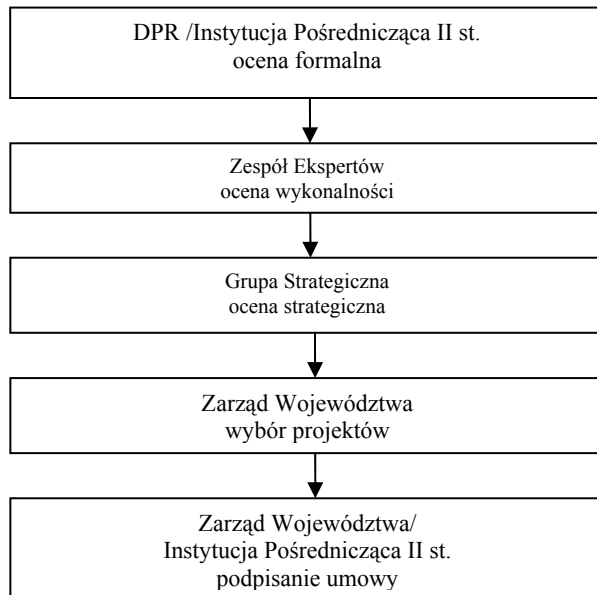 DPR /Instytucja Pośrednicząca II st.
ocena formalna
Zespół Ekspertów
ocena wykonalności
Grupa Strategiczna
ocena strategiczna
Zarząd Województwa
wybór projektów
Zarząd Województwa/
Instytucja Pośrednicząca II st.
podpisanie umowy